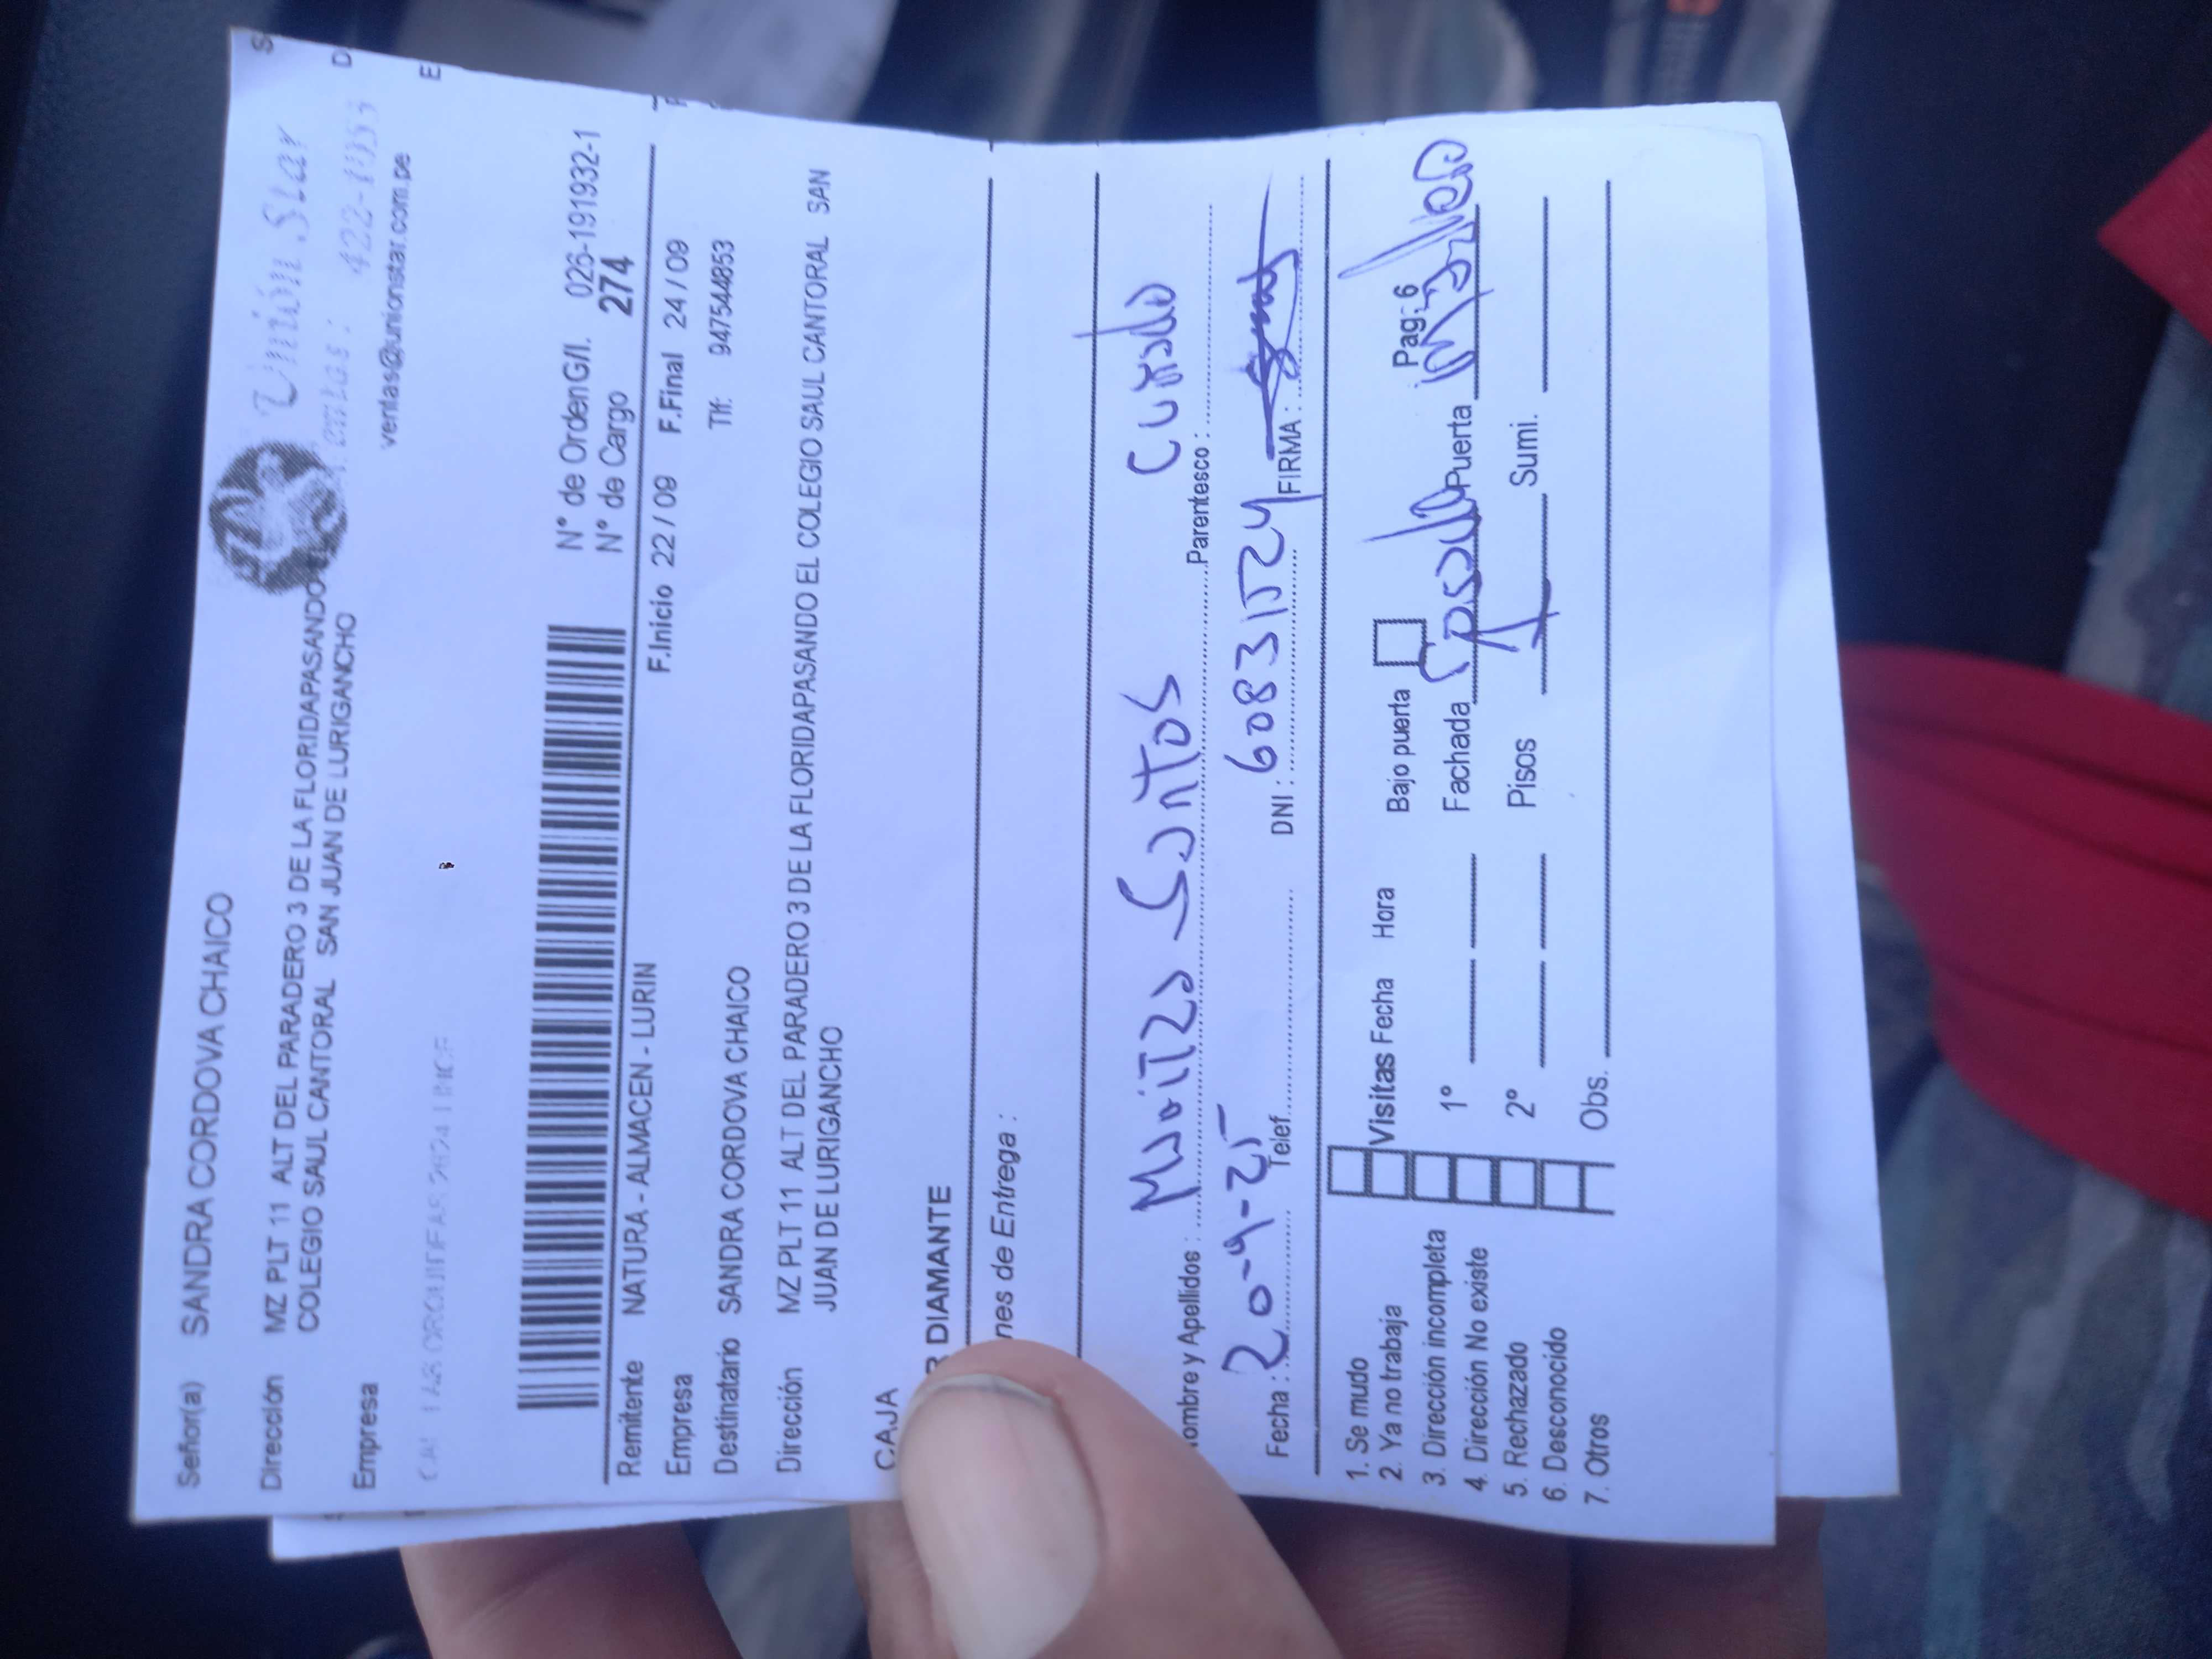 Señor(a) SANDRA CORDOVA CHAICO
Unión Star
Dirección MZ PLT 11 ALT DEL PARADERO 3 DE LA FLORIDAPASANDO
COLEGIO SAUL CANTORAL SAN JUAN DE LURIGANCHO
422-1053
Empresa
ventas@unionstar.com.pe
N° de OrdenG/I. 026-191932-1
N° de Cargo 274
Remitente NATURA - ALMACEN - LURIN F.Inicio 22 / 09 F.Final 24 / 09
Empresa
Destinatario SANDRA CORDOVA CHAICO Tlf: 947544853
Dirección MZ PLT 11 ALT DEL PARADERO 3 DE LA FLORIDAPASANDO EL COLEGIO SAUL CANTORAL SAN
JUAN DE LURIGANCHO
CAJA
DIAMANTE
nes de Entrega :
ombre y Apellidos : Maritza Santos Parentesco :
Fecha : 20-9-25 Telef. DNI : 60831524 FIRMA :
1. Se mudo
2. Ya no trabaja Visitas Fecha Hora Bajo puerta Pag: 6
3. Dirección incompleta 1° Fachada Puerta
4. Dirección No existe
5. Rechazado 2° Pisos 1 Sumi.
6. Desconocido
7. Otros Obs.